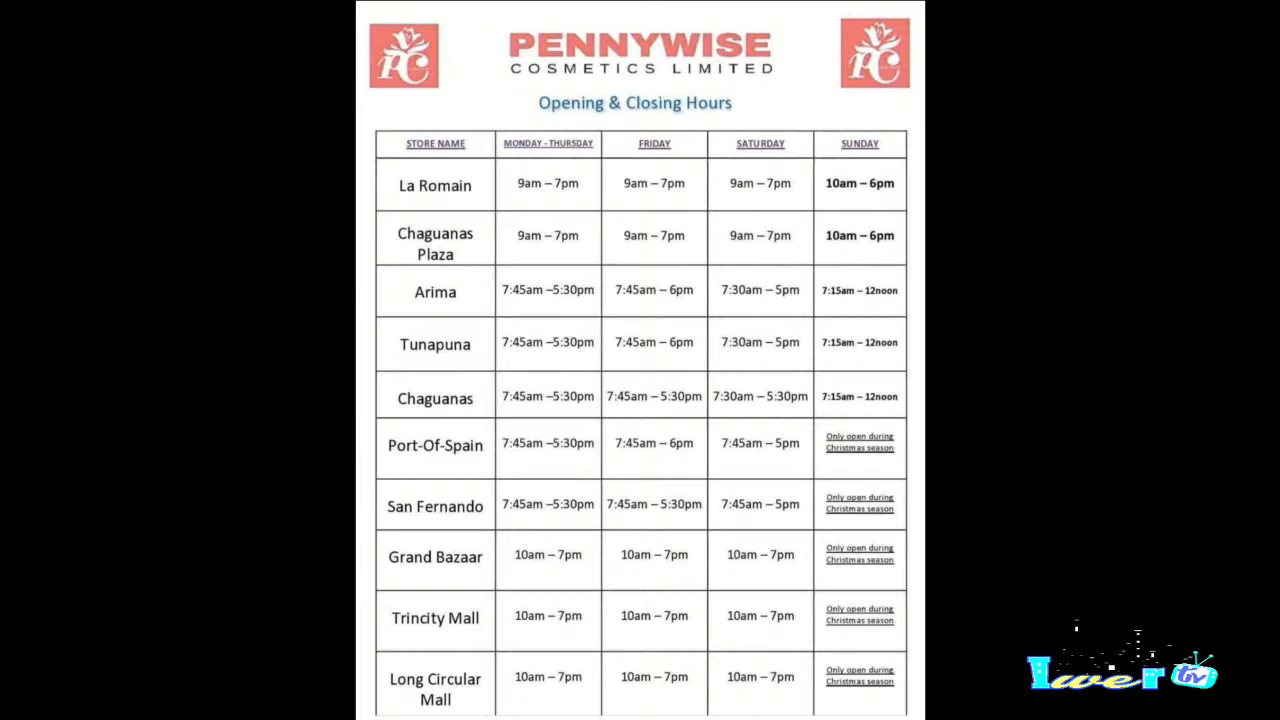 PC
PENNYWISE
COSMETICS LIMITED
PC
Opening & Closing Hours
STORE NAME MONDAY - THURSDAY FRIDAY SATURDAY SUNDAY
La Romain 9am – 7pm 9am – 7pm 9am – 7pm 10am – 6pm
Chaguanas
Plaza 9am – 7pm 9am – 7pm 9am – 7pm 10am – 6pm
Arima 7:45am –5:30pm 7:45am – 6pm 7:30am – 5pm 7:15am – 12noon
Tunapuna 7:45am –5:30pm 7:45am – 6pm 7:30am – 5pm 7:15am – 12noon
Chaguanas 7:45am –5:30pm 7:45am – 5:30pm 7:30am – 5:30pm 7:15am – 12noon
Port-Of-Spain 7:45am –5:30pm 7:45am – 6pm 7:45am – 5pm Only open during
Christmas season
San Fernando 7:45am –5:30pm 7:45am – 5:30pm 7:45am – 5pm Only open during
Christmas season
Grand Bazaar 10am – 7pm 10am – 7pm 10am – 7pm Only open during
Christmas season
Trincity Mall 10am – 7pm 10am – 7pm 10am – 7pm Only open during
Christmas season
Long Circular
Mall 10am – 7pm 10am – 7pm 10am – 7pm Only open during
Christmas season
Iwer tv